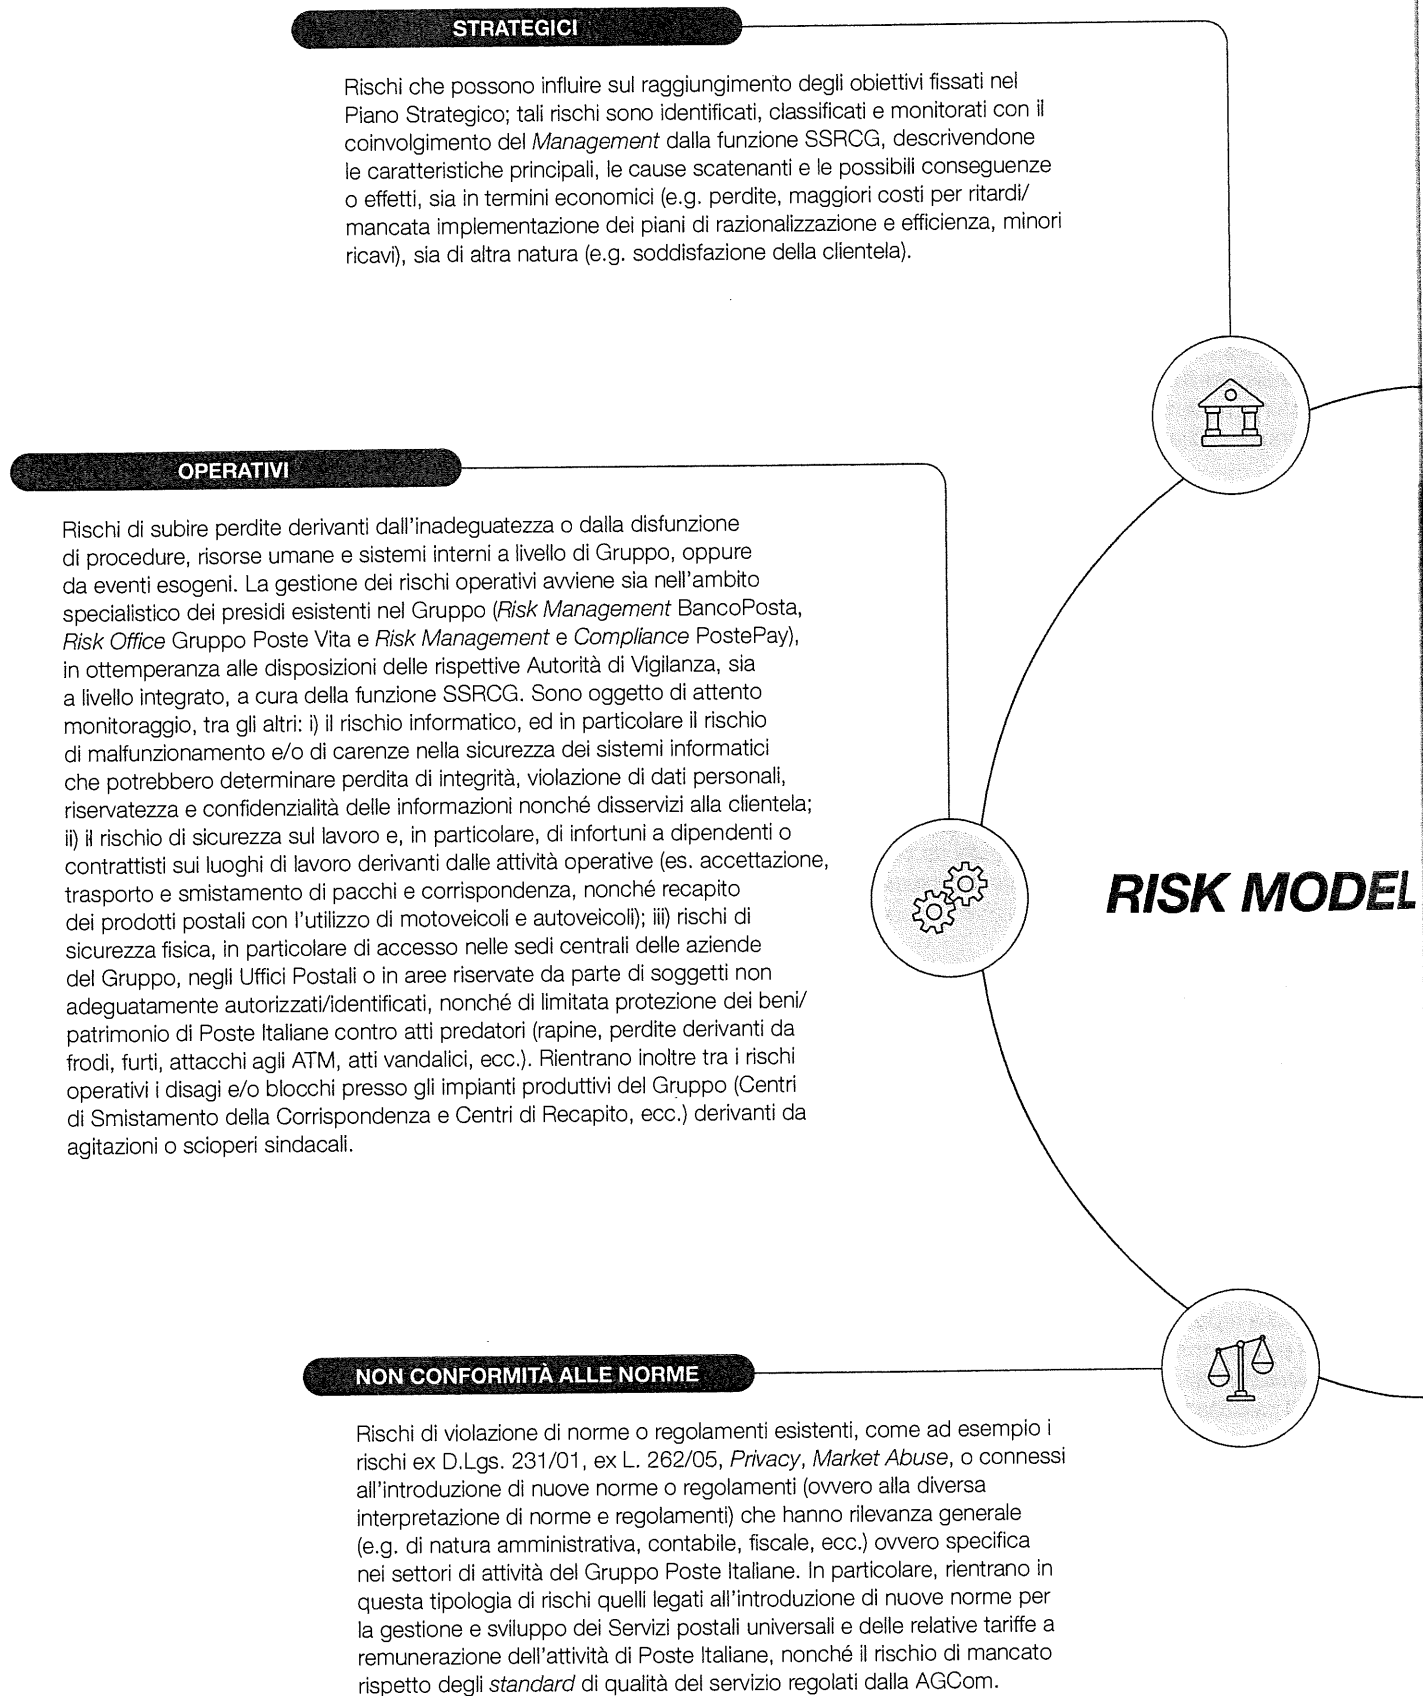 STRATEGICI
Rischi che possono influire sul raggiungimento degli obiettivi fissati nel
Piano Strategico; tali rischi sono identificati, classificati e monitorati con il
coinvolgimento del Management dalla funzione SSRCG, descrivendone
le caratteristiche principali, le cause scatenanti e le possibili conseguenze
o effetti, sia in termini economici (e.g. perdite, maggiori costi per ritardi/
mancata implementazione dei piani di razionalizzazione e efficienza, minori
ricavi), sia di altra natura (e.g. soddisfazione della clientela).
OPERATIVI
Rischi di subire perdite derivanti dall'inadeguatezza o dalla disfunzione
di procedure, risorse umane e sistemi interni a livello di Gruppo, oppure
da eventi esogeni. La gestione dei rischi operativi avviene sia nell'ambito
specialistico dei presidi esistenti nel Gruppo (Risk Management BancoPosta,
Risk Office Gruppo Poste Vita e Risk Management e Compliance PostePay),
in ottemperanza alle disposizioni delle rispettive Autorità di Vigilanza, sia
a livello integrato, a cura della funzione SSRCG. Sono oggetto di attento
monitoraggio, tra gli altri: i) il rischio informatico, ed in particolare il rischio
di malfunzionamento e/o di carenze nella sicurezza dei sistemi informatici
che potrebbero determinare perdita di integrità, violazione di dati personali,
riservatezza e confidenzialità delle informazioni nonché disservizi alla clientela;
ii) il rischio di sicurezza sul lavoro e, in particolare, di infortuni a dipendenti o
contrattisti sui luoghi di lavoro derivanti dalle attività operative (es. accettazione,
trasporto e smistamento di pacchi e corrispondenza, nonché recapito
dei prodotti postali con l'utilizzo di motoveicoli e autoveicoli); iii) rischi di
sicurezza fisica, in particolare di accesso nelle sedi centrali delle aziende
del Gruppo, negli Uffici Postali o in aree riservate da parte di soggetti non
adeguatamente autorizzati/identificati, nonché di limitata protezione dei beni/
patrimonio di Poste Italiane contro atti predatori (rapine, perdite derivanti da
frodi, furti, attacchi agli ATM, atti vandalici, ecc.). Rientrano inoltre tra i rischi
operativi i disagi e/o blocchi presso gli impianti produttivi del Gruppo (Centri
di Smistamento della Corrispondenza e Centri di Recapito, ecc.) derivanti da
agitazioni o scioperi sindacali.
RISK MODEL
NON CONFORMITÀ ALLE NORME
Rischi di violazione di norme o regolamenti esistenti, come ad esempio i
rischi ex D.Lgs. 231/01, ex L. 262/05, Privacy, Market Abuse, o connessi
all'introduzione di nuove norme o regolamenti (ovvero alla diversa
interpretazione di norme e regolamenti) che hanno rilevanza generale
(e.g. di natura amministrativa, contabile, fiscale, ecc.) ovvero specifica
nei settori di attività del Gruppo Poste Italiane. In particolare, rientrano in
questa tipologia di rischi quelli legati all'introduzione di nuove norme per
la gestione e sviluppo dei Servizi postali universali e delle relative tariffe a
remunerazione dell'attività di Poste Italiane, nonché il rischio di mancato
rispetto degli standard di qualità del servizio regolati dalla AGCom.